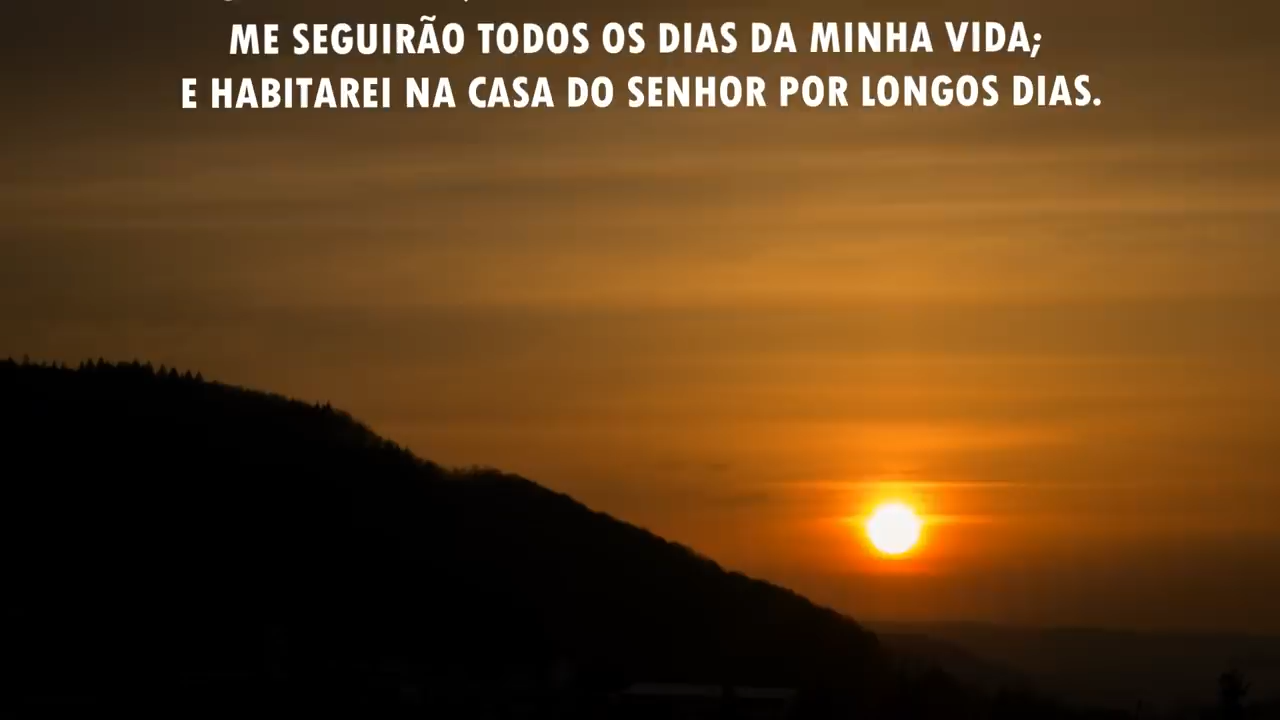 ME SEGUIRÃO TODOS OS DIAS DA MINHA VIDA;
E HABITAREI NA CASA DO SENHOR POR LONGOS DIAS.